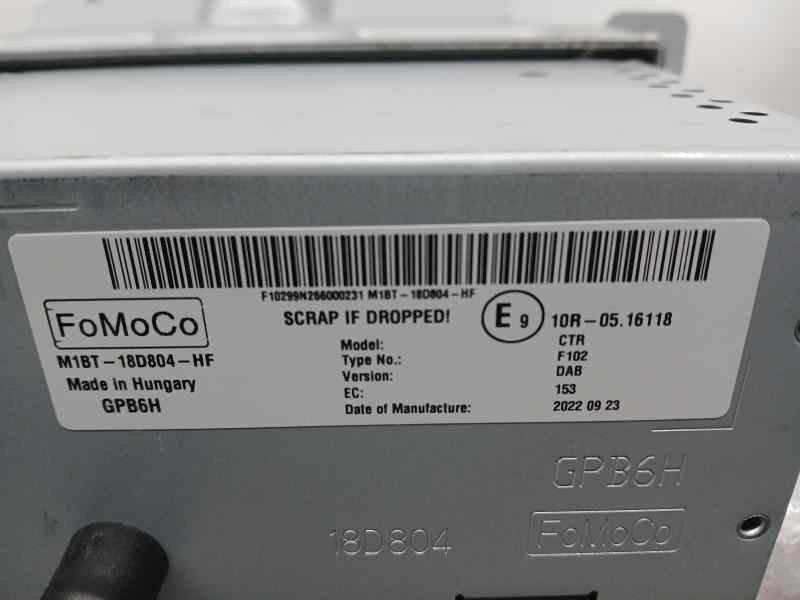 F10299N266000231 M1BT-18D804-HF
FoMoCo
SCRAP IF DROPPED!
E9
10R-05.16118
M1BT-18D804-HF
Made in Hungary
GPB6H
Model: CTR
Type No.: F102
Version: DAB
EC: 153
Date of Manufacture: 2022 09 23
GPB6H
18D804
FoMoCo